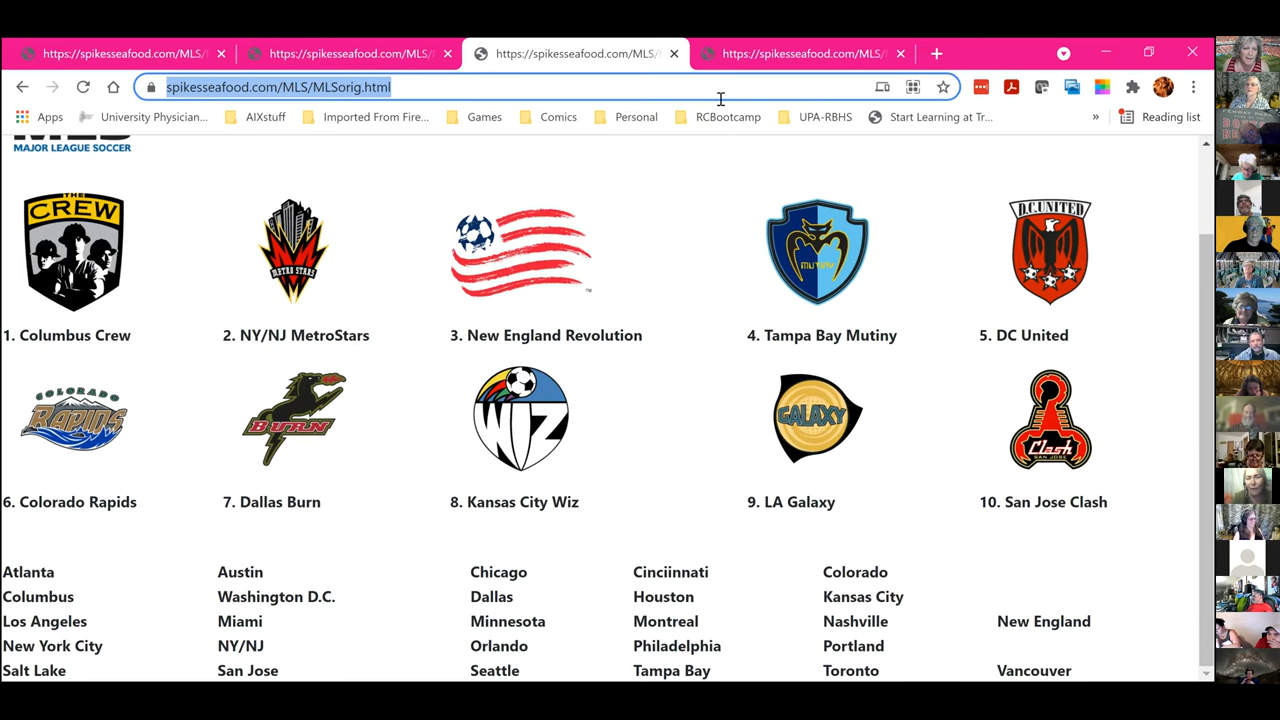 https://spikesseafood.com/MLS/ https://spikesseafood.com/MLS/ https://spikesseafood.com/MLS/ https://spikesseafood.com/MLS/
spikesseafood.com/MLS/MLSorig.html
Apps University Physician... AIXstuff Imported From Fire... Games Comics Personal RCBootcamp UPA-RBHS Start Learning at Tr... » Reading list
MAJOR LEAGUE SOCCER
THE
CREW
METRO STARS
™
MUTINY
D.C.UNITED
1. Columbus Crew 2. NY/NJ MetroStars 3. New England Revolution 4. Tampa Bay Mutiny 5. DC United
COLORADO
RAPIDS
BURN
WIZ
GALAXY
Clash
SAN JOSE
6. Colorado Rapids 7. Dallas Burn 8. Kansas City Wiz 9. LA Galaxy 10. San Jose Clash
Atlanta Austin Chicago Cinciinnati Colorado
Columbus Washington D.C. Dallas Houston Kansas City
Los Angeles Miami Minnesota Montreal Nashville New England
New York City NY/NJ Orlando Philadelphia Portland
Salt Lake San Jose Seattle Tampa Bay Toronto Vancouver